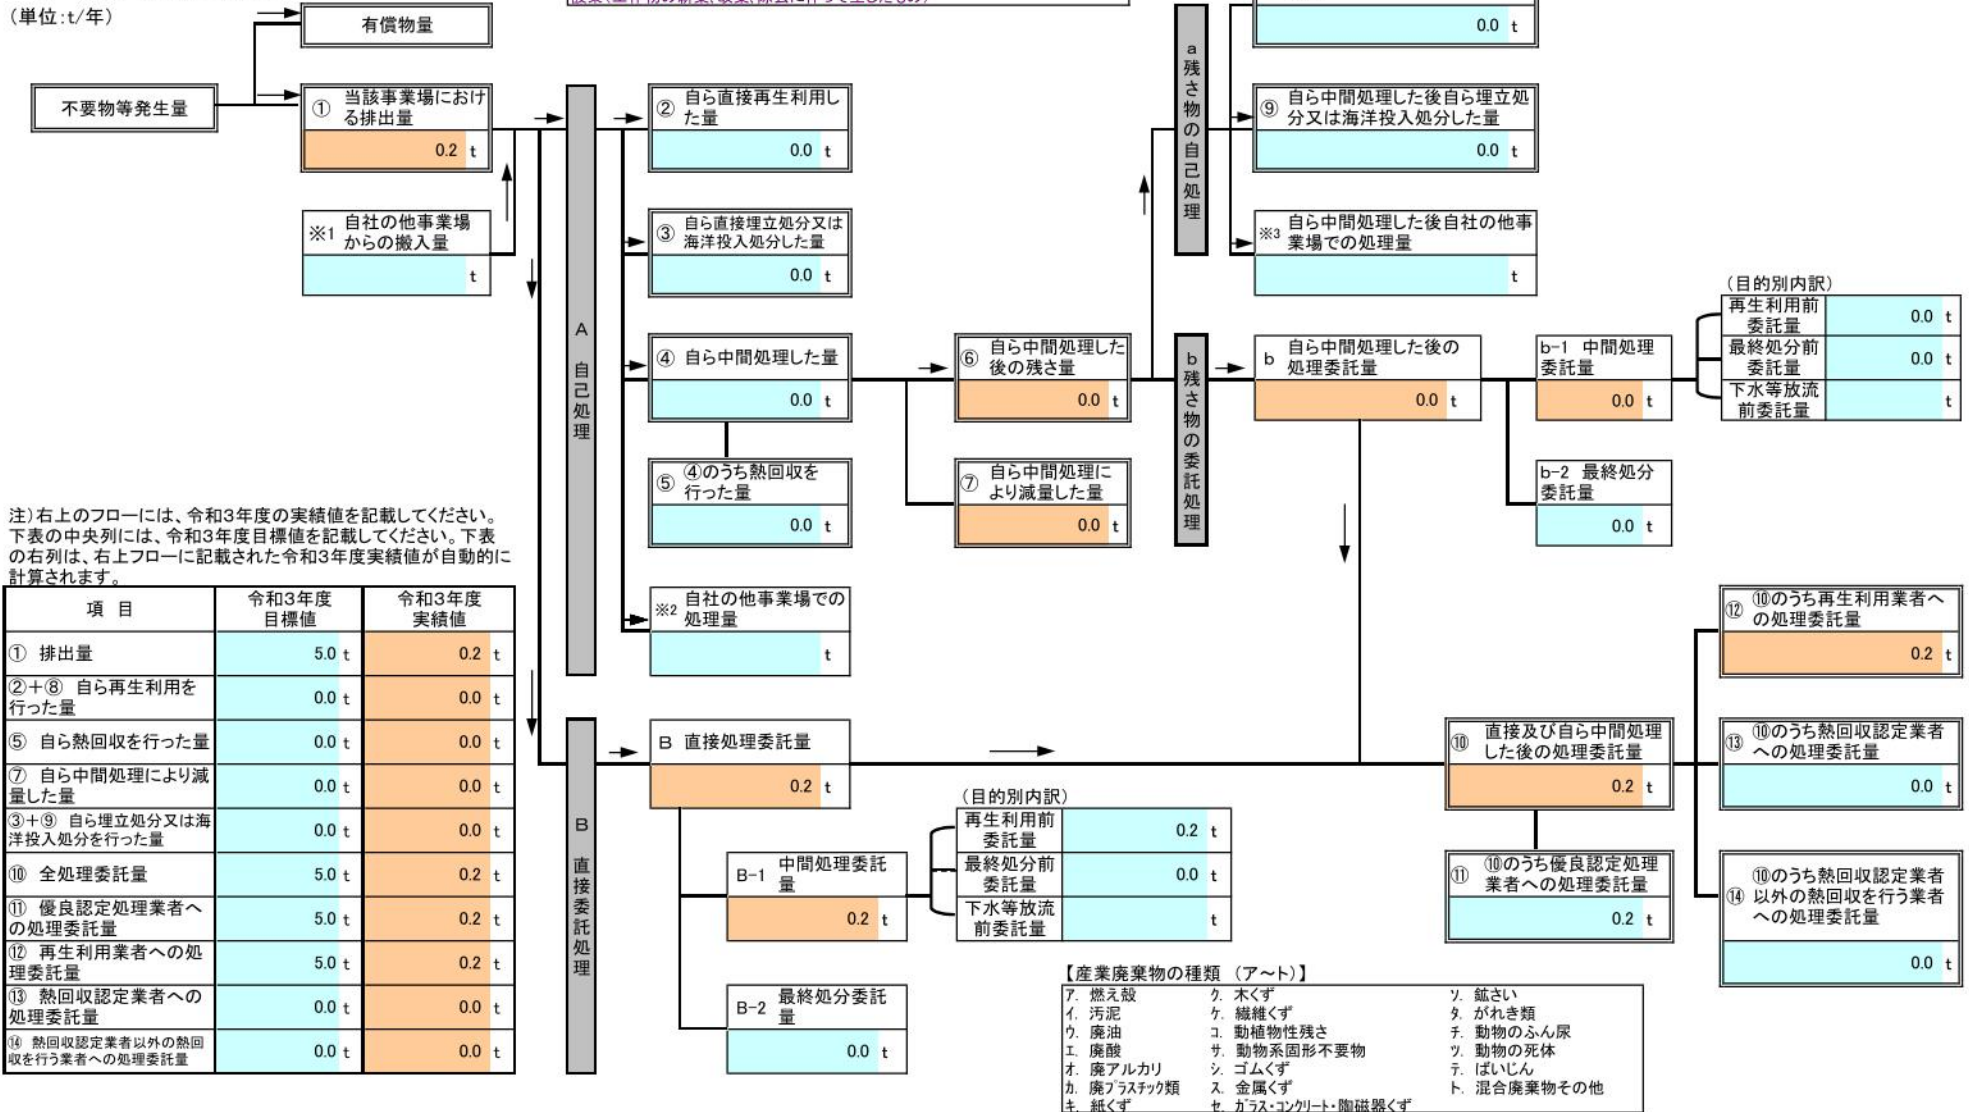 (単位:t/年)
有償物量
不要物等発生量
① 当該事業場におけ
る排出量
0.2 t
※1 自社の他事業場
からの搬入量
t
A 自己処理
② 自ら直接再生利用し
た量
0.0 t
③ 自ら直接埋立処分又は
海洋投入処分した量
0.0 t
④ 自ら中間処理した量
0.0 t
⑤ ④のうち熱回収を
行った量
0.0 t
※2 自社の他事業場での
処理量
t
⑥ 自ら中間処理した
後の残さ量
0.0 t
⑦ 自ら中間処理に
より減量した量
0.0 t
a 残さ物の自己処理
0.0 t
⑨ 自ら中間処理した後自ら埋立処
分又は海洋投入処分した量
0.0 t
※3 自ら中間処理した後自社の他事
業場での処理量
t
b 残さ物の委託処理
b 自ら中間処理した後の
処理委託量
0.0 t
b-1 中間処理
委託量
0.0 t
b-2 最終処分
委託量
0.0 t
(目的別内訳)
再生利用前
委託量
0.0 t
最終処分前
委託量
0.0 t
下水等放流
前委託量
t
注)右上のフローには、令和3年度の実績値を記載してください。
下表の中央列には、令和3年度目標値を記載してください。下表
の右列は、右上フローに記載された令和3年度実績値が自動的に
計算されます。
項 目
令和3年度
目標値
令和3年度
実績値
① 排出量 5.0 t 0.2 t
②+⑧ 自ら再生利用を
行った量 0.0 t 0.0 t
⑤ 自ら熱回収を行った量 0.0 t 0.0 t
⑦ 自ら中間処理により減
量した量 0.0 t 0.0 t
③+⑨ 自ら埋立処分又は海
洋投入処分を行った量 0.0 t 0.0 t
⑩ 全処理委託量 5.0 t 0.2 t
⑪ 優良認定処理業者へ
の処理委託量 5.0 t 0.2 t
⑫ 再生利用業者への処
理委託量 5.0 t 0.2 t
⑬ 熱回収認定業者への
処理委託量 0.0 t 0.0 t
⑭ 熱回収認定業者以外の熱回
収を行う業者への処理委託量 0.0 t 0.0 t
B 直接委託処理
B 直接処理委託量
0.2 t
B-1 中間処理委託
量
0.2 t
B-2 最終処分委託
量
0.0 t
(目的別内訳)
再生利用前
委託量
0.2 t
最終処分前
委託量
0.0 t
下水等放流
前委託量
t
⑩ 直接及び自ら中間処理
した後の処理委託量
0.2 t
⑪ ⑩のうち優良認定処理
業者への処理委託量
0.2 t
⑫ ⑩のうち再生利用業者へ
の処理委託量
0.2 t
⑬ ⑩のうち熱回収認定業者
への処理委託量
0.0 t
⑭ ⑩のうち熱回収認定業者
以外の熱回収を行う業者
への処理委託量
0.0 t
【産業廃棄物の種類 (ア~ト)】
ア. 燃え殻 ク. 木くず ソ. 鉱さい
イ. 汚泥 ケ. 繊維くず タ. がれき類
ウ. 廃油 コ. 動植物性残さ チ. 動物のふん尿
エ. 廃酸 サ. 動物系固形不要物 ツ. 動物の死体
オ. 廃アルカリ シ. ゴムくず テ. ばいじん
カ. 廃プラスチック類 ス. 金属くず ト. 混合廃棄物その他
キ. 紙くず セ. ガラス・コンクリート・陶磁器くず